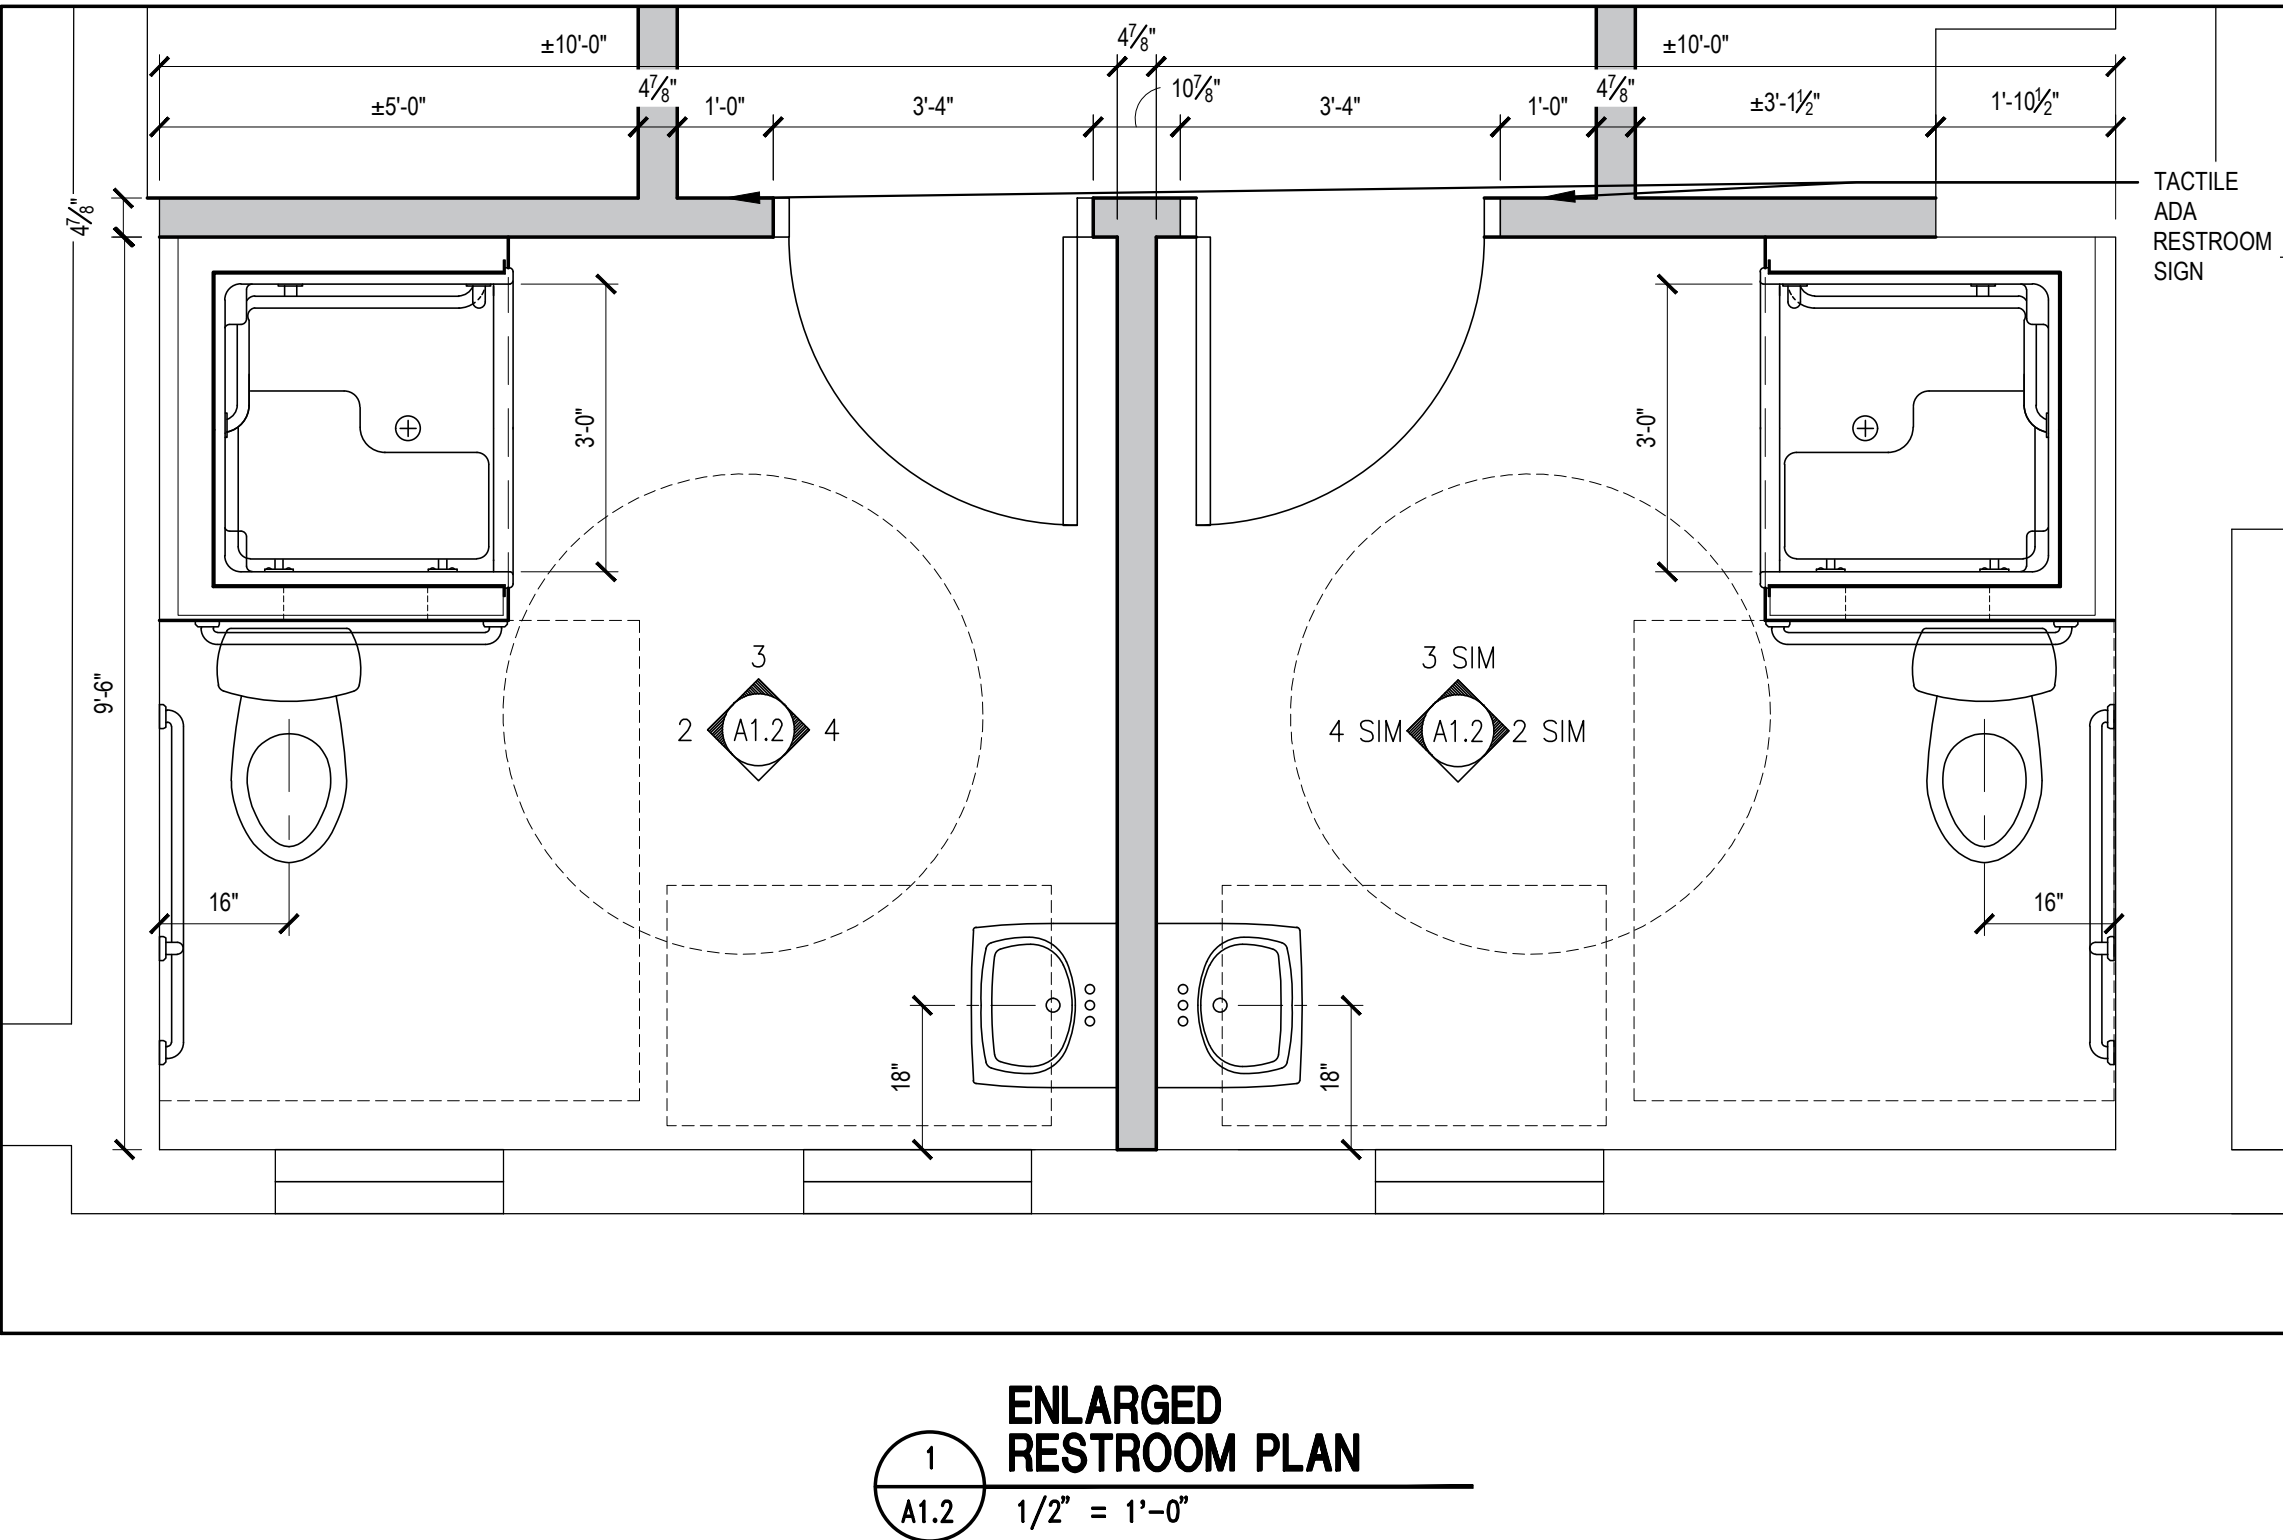 ±10'-0" 4⅞" ±10'-0"
±5'-0" 4⅞" 1'-0" 3'-4" 10⅞" 3'-4" 1'-0" 4⅞" ±3'-1½" 1'-10½"
TACTILE
ADA
RESTROOM
SIGN
4⅞"
3'-0" 3'-0"
9'-6"
3
2 A1.2 4
3 SIM
4 SIM A1.2 2 SIM
16" 16"
18" 18"
ENLARGED
RESTROOM PLAN
1
A1.2
1/2" = 1'-0"